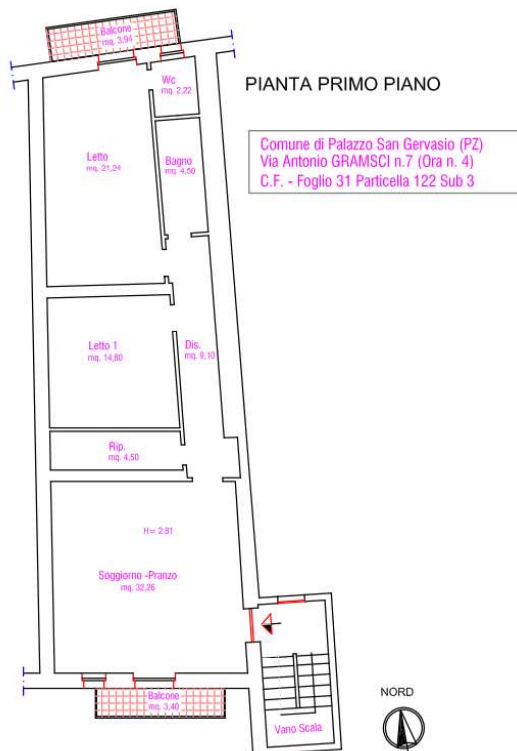 Balcone
mq. 3,94
Wc
mq. 2,22
PIANTA PRIMO PIANO
Comune di Palazzo San Gervasio (PZ)
Via Antonio GRAMSCI n.7 (Ora n. 4)
C.F. - Foglio 31 Particella 122 Sub 3
Letto
mq. 21,24
Bagno
mq. 4,50
Letto 1
mq. 14,80
Dis.
mq. 9,10
Rip.
mq. 4,50
H= 2.81
Soggiorno -Pranzo
mq. 32,26
Balcone
mq. 3,40
Vano Scala
NORD